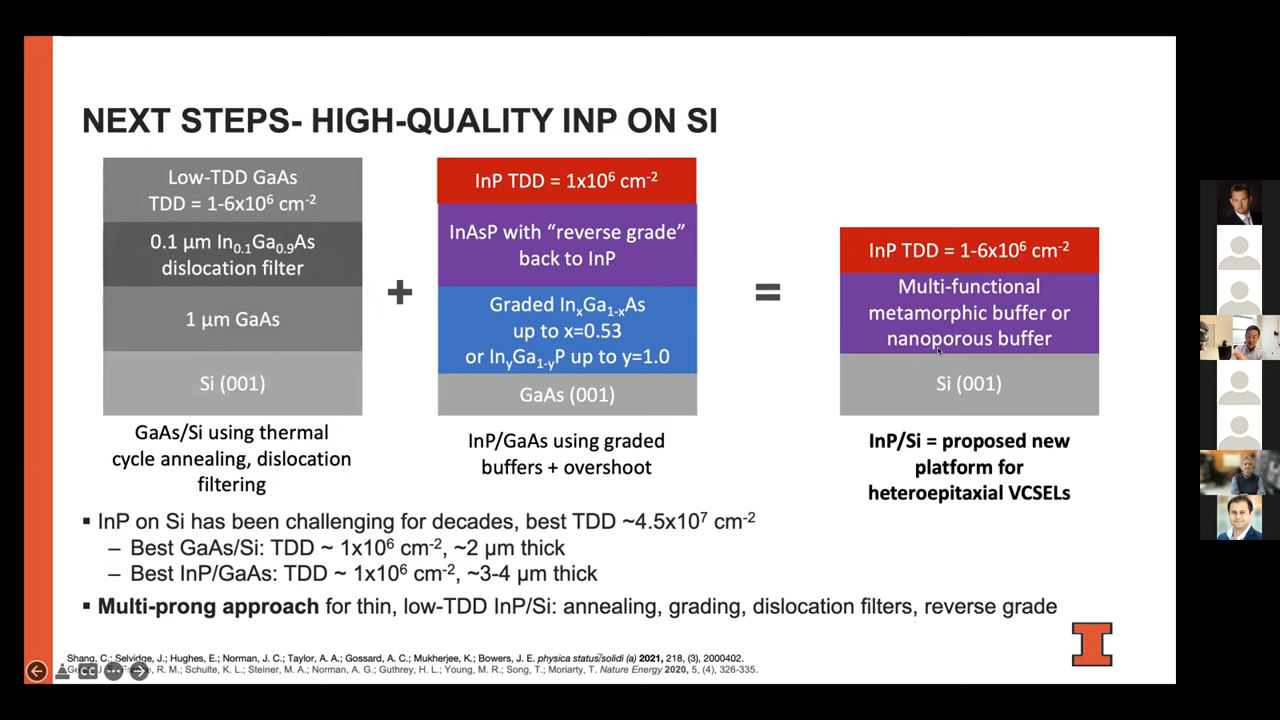 NEXT STEPS- HIGH-QUALITY INP ON SI
Low-TDD GaAs
TDD = 1-6x10⁶ cm⁻²
0.1 µm In₀.₁Ga₀.₉As
dislocation filter
1 µm GaAs
Si (001)
GaAs/Si using thermal
cycle annealing, dislocation
filtering
+
InP TDD = 1x10⁶ cm⁻²
InAsP with “reverse grade”
back to InP
Graded InₓGa₁₋ₓAs
up to x=0.53
or InᵧGa₁₋ᵧP up to y=1.0
GaAs (001)
InP/GaAs using graded
buffers + overshoot
=
InP TDD = 1-6x10⁶ cm⁻²
Multi-functional
metamorphic buffer or
nanoporous buffer
Si (001)
InP/Si = proposed new
platform for
heteroepitaxial VCSELs
▪ InP on Si has been challenging for decades, best TDD ~4.5x10⁷ cm⁻²
– Best GaAs/Si: TDD ~ 1x10⁶ cm⁻², ~2 µm thick
– Best InP/GaAs: TDD ~ 1x10⁶ cm⁻², ~3-4 µm thick
▪ Multi-prong approach for thin, low-TDD InP/Si: annealing, grading, dislocation filters, reverse grade
Shang, C.; Selvidge, J.; Hughes, E.; Norman, J. C.; Taylor, A. A.; Gossard, A. C.; Mukherjee, K.; Bowers, J. E. physica status solidi (a) 2021, 218, (3), 2000402.
R. M.; Schulte, K. L.; Steiner, M. A.; Norman, A. G.; Guthrey, H. L.; Young, M. R.; Song, T.; Moriarty, T. Nature Energy 2020, 5, (4), 326-335.
CC